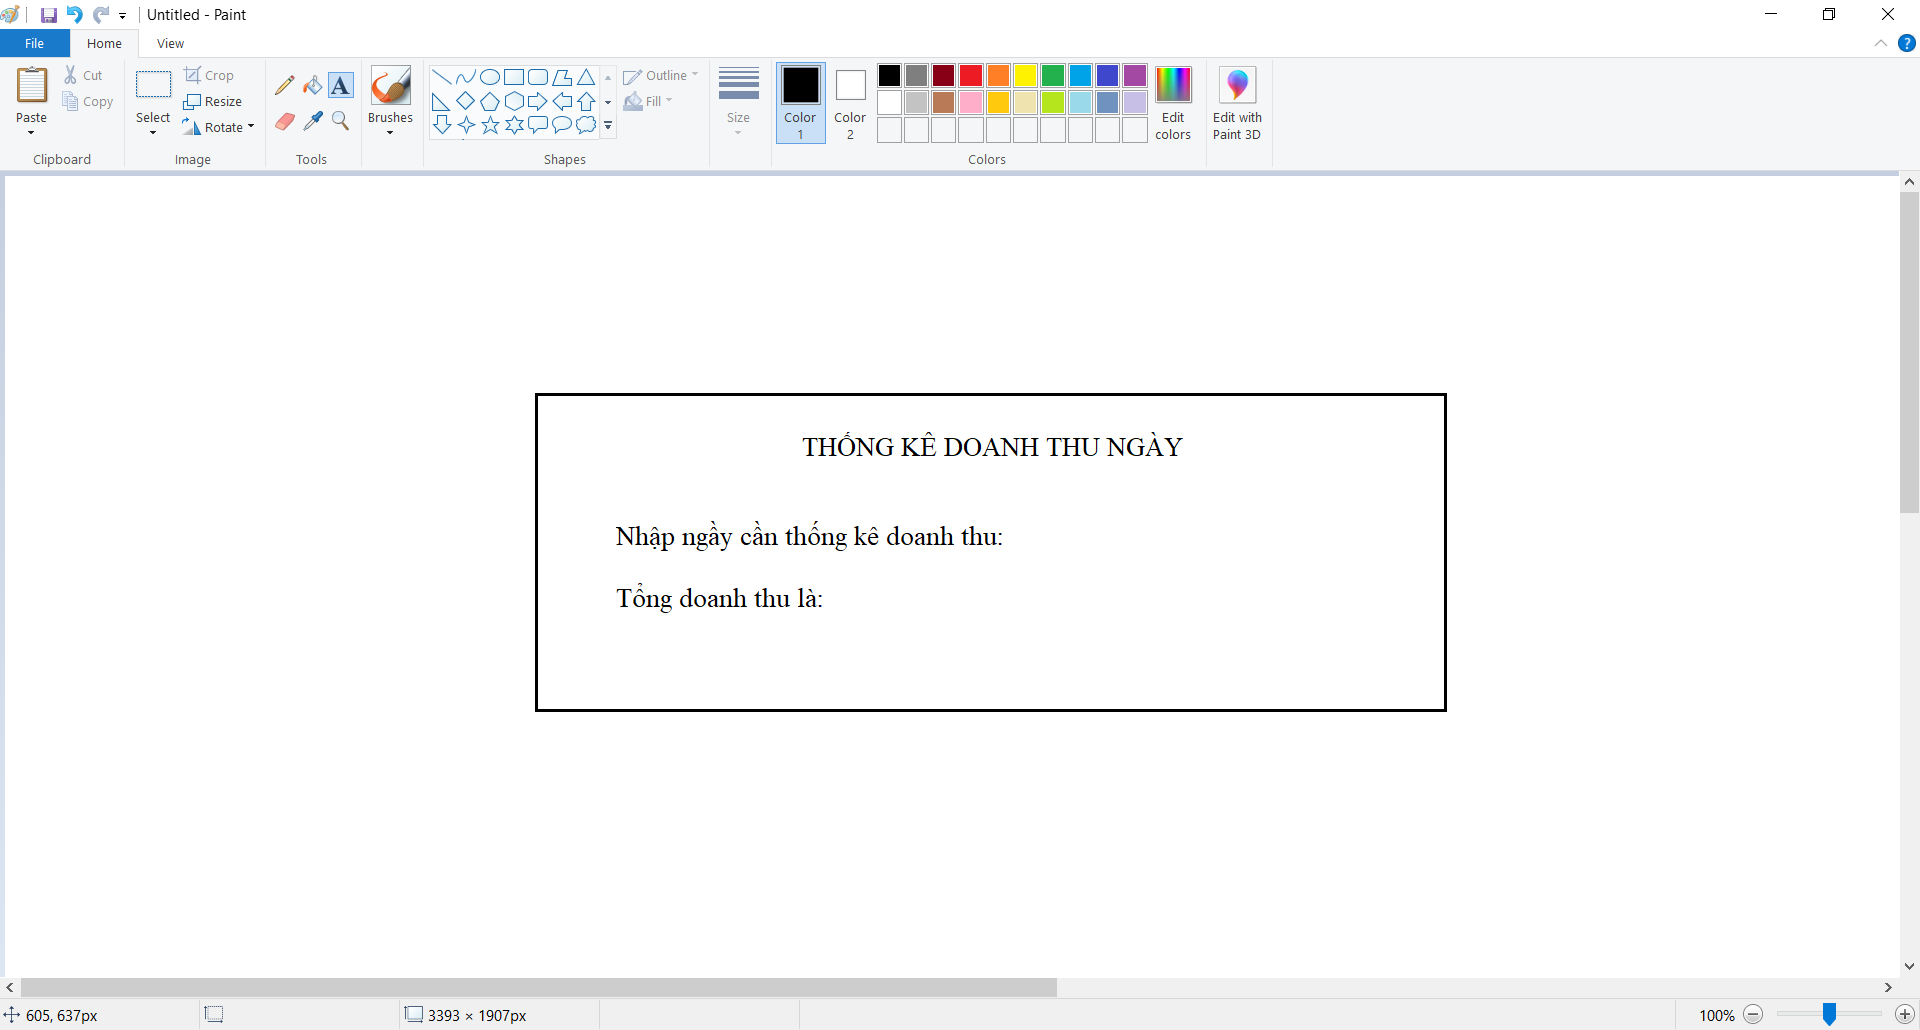 Untitled - Paint
File
Home
View
Paste
Cut
Copy
Clipboard
Select
Crop
Resize
Rotate
Image
A
Tools
Brushes
Outline
Fill
Shapes
Size
Color
1
Color
2
Edit
colors
Colors
Edit with
Paint 3D
?
THỐNG KÊ DOANH THU NGÀY
Nhập ngầy cần thống kê doanh thu:
Tổng doanh thu là:
605, 637px
3393 × 1907px
100%